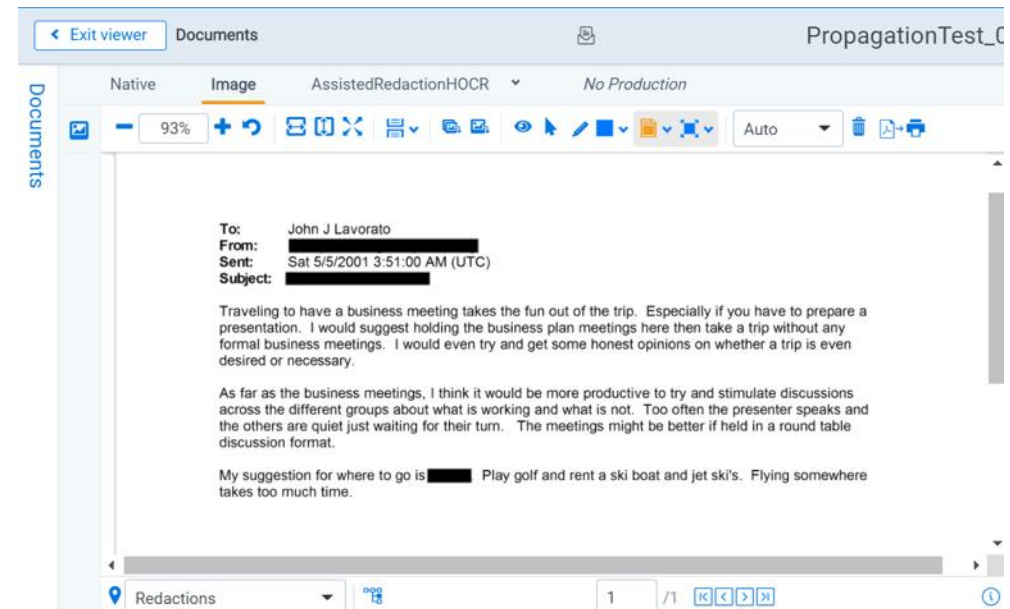 Exit viewer
Documents
PropagationTest_0
Documents
Native
Image
AssistedRedactionHOCR
No Production
93%
Auto
To: John J Lavorato
From:
Sent: Sat 5/5/2001 3:51:00 AM (UTC)
Subject:
Traveling to have a business meeting takes the fun out of the trip. Especially if you have to prepare a
presentation. I would suggest holding the business plan meetings here then take a trip without any
formal business meetings. I would even try and get some honest opinions on whether a trip is even
desired or necessary.
As far as the business meetings, I think it would be more productive to try and stimulate discussions
across the different groups about what is working and what is not. Too often the presenter speaks and
the others are quiet just waiting for their turn. The meetings might be better if held in a round table
discussion format.
My suggestion for where to go is Play golf and rent a ski boat and jet ski's. Flying somewhere
takes too much time.
Redactions
1 /1